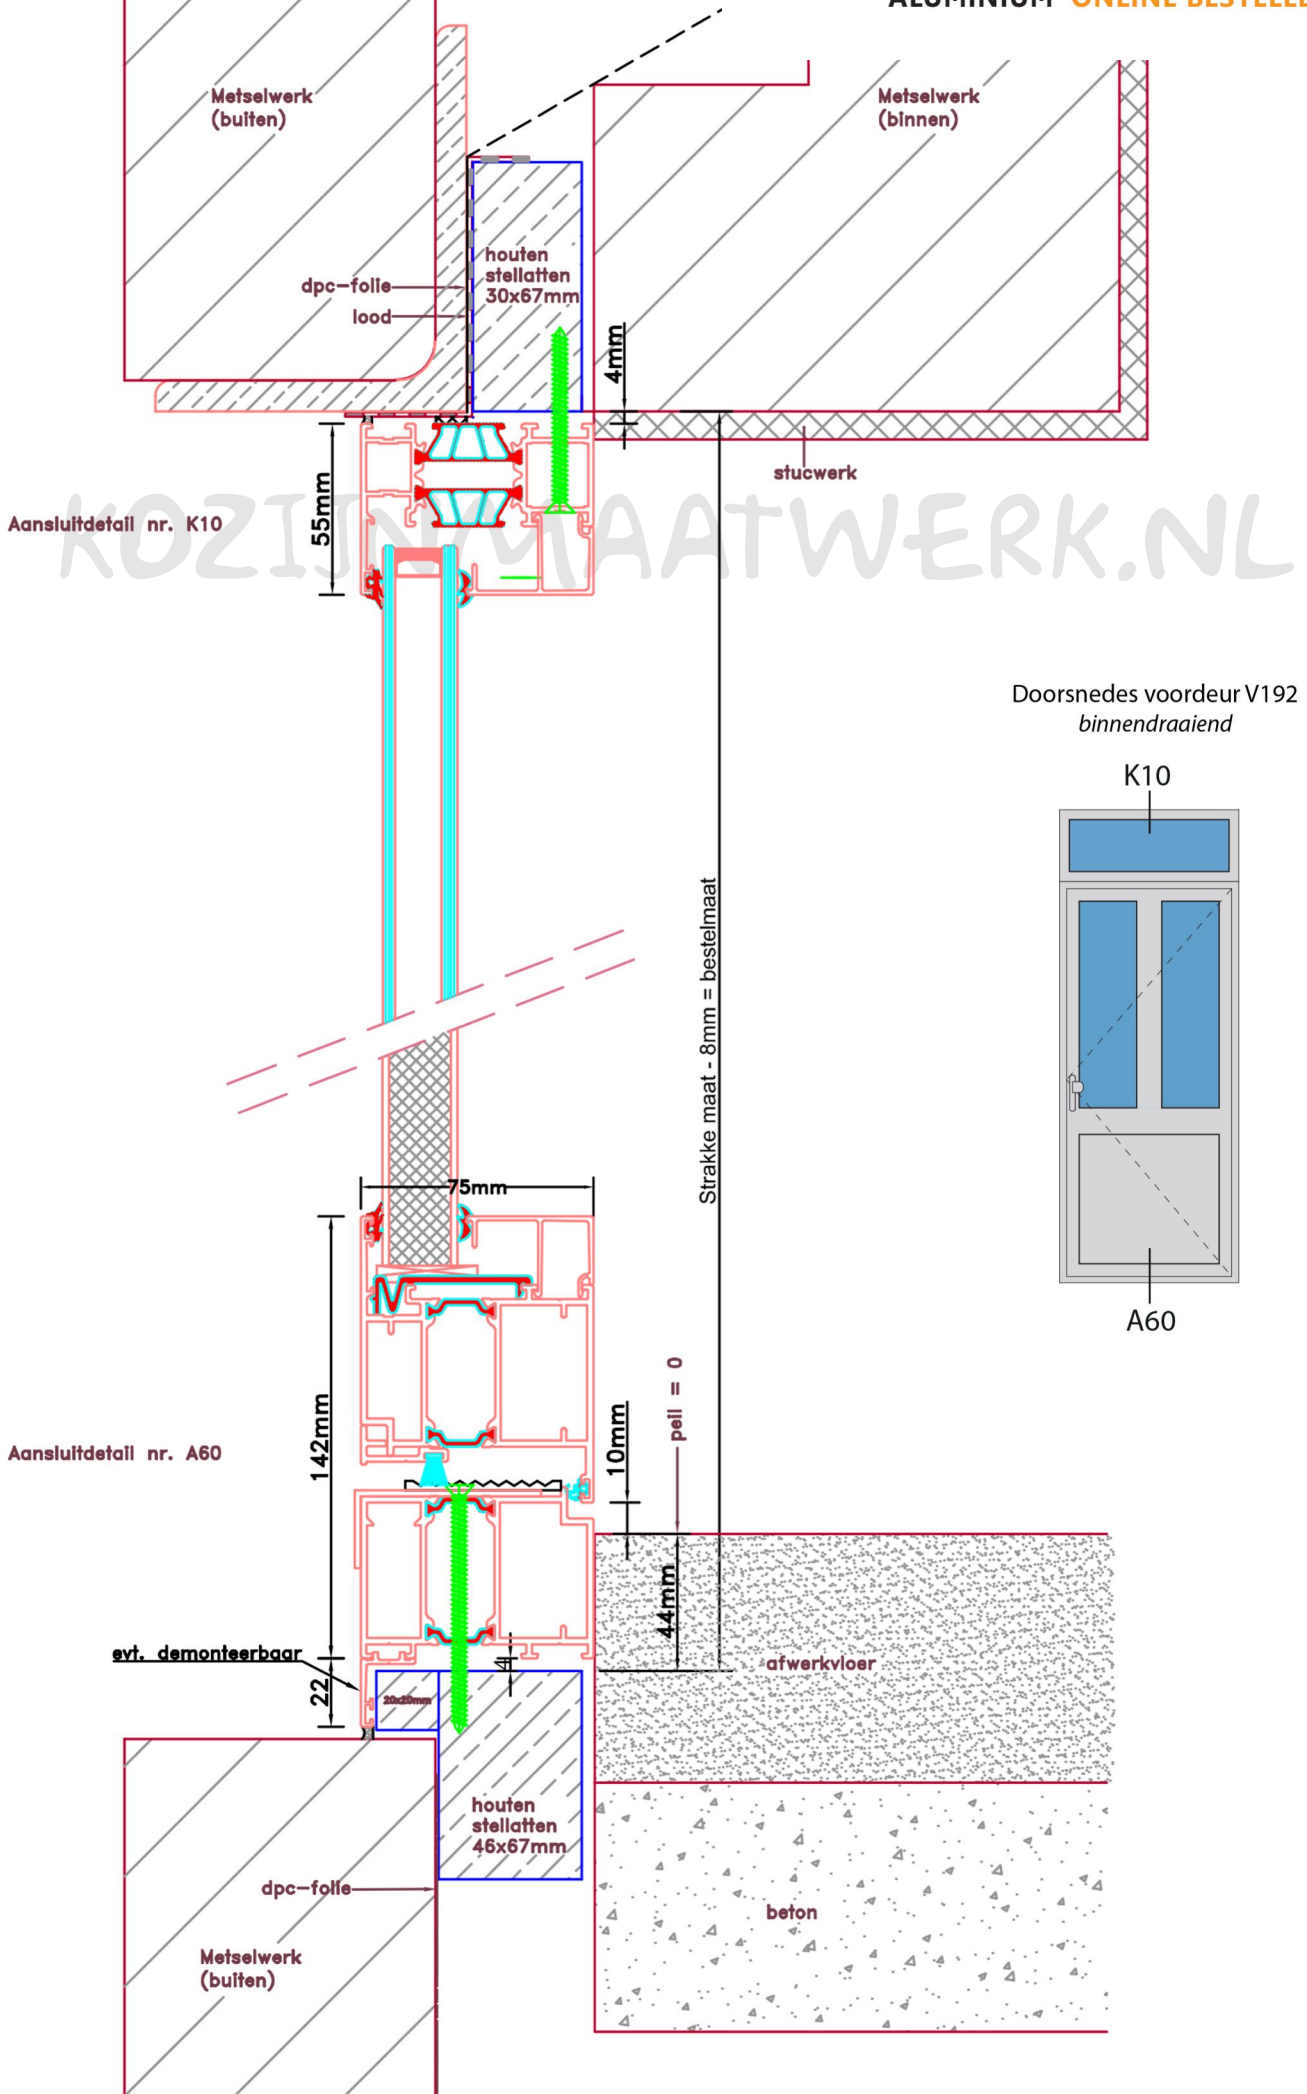 ALUMINIUM ONLINE BESTELLEN
Metselwerk
(buiten)
Metselwerk
(binnen)
houten
stellatten
30x67mm
dpc-folie
lood
4mm
stucwerk
55mm
Aansluitdetail nr. K10
KOZIJNMAATWERK.NL
Doorsnedes voordeur V192
binnendraaiend
K10
A60
Strakke maat - 8mm = bestelmaat
75mm
peil = 0
10mm
142mm
Aansluitdetail nr. A60
44mm
evt. demonteerbaar
4
afwerkvloer
22
20x20mm
houten
stellatten
46x67mm
dpc-folie
beton
Metselwerk
(buiten)